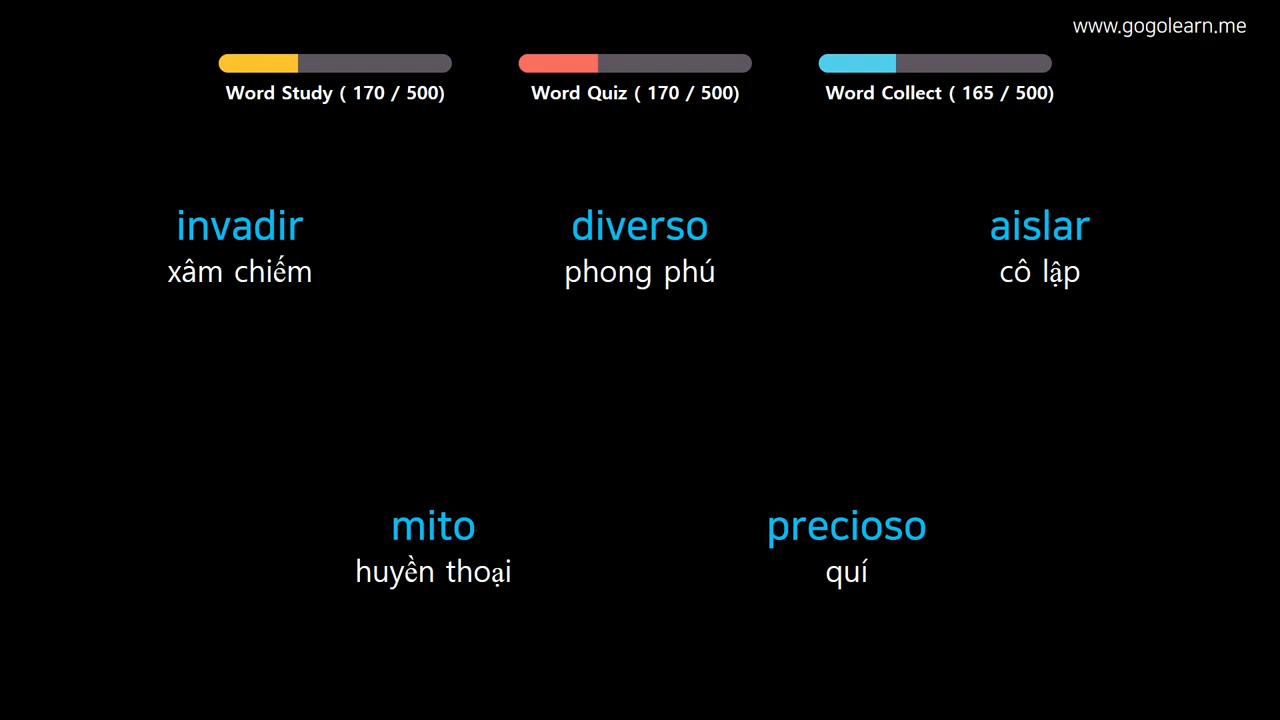 www.gogolearn.me
Word Study ( 170 / 500)
Word Quiz ( 170 / 500)
Word Collect ( 165 / 500)
invadir
xâm chiếm
diverso
phong phú
aislar
cô lập
mito
huyền thoại
precioso
quí